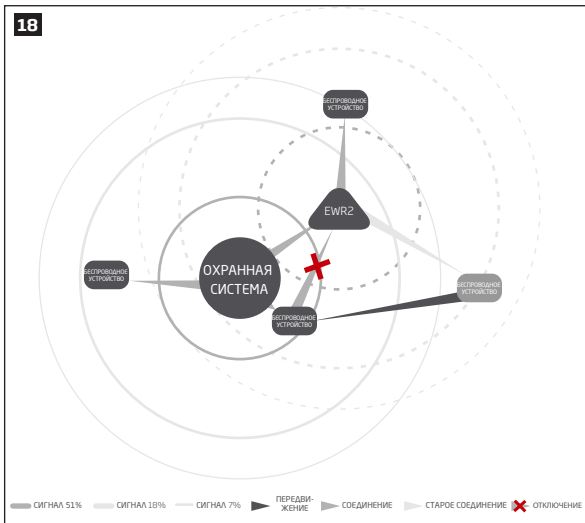 18
БЕСПРОВОДНОЕ
УСТРОЙСТВО
EWR2
БЕСПРОВОДНОЕ
УСТРОЙСТВО
ОХРАННАЯ
СИСТЕМА
БЕСПРОВОДНОЕ
УСТРОЙСТВО
БЕСПРОВОДНОЕ
УСТРОЙСТВО
СИГНАЛ 51%
СИГНАЛ 18%
СИГНАЛ 7%
ПЕРЕДВИ-
ЖЕНИЕ
СОЕДИНЕНИЕ
СТАРОЕ СОЕДИНЕНИЕ
ОТКЛЮЧЕНИЕ